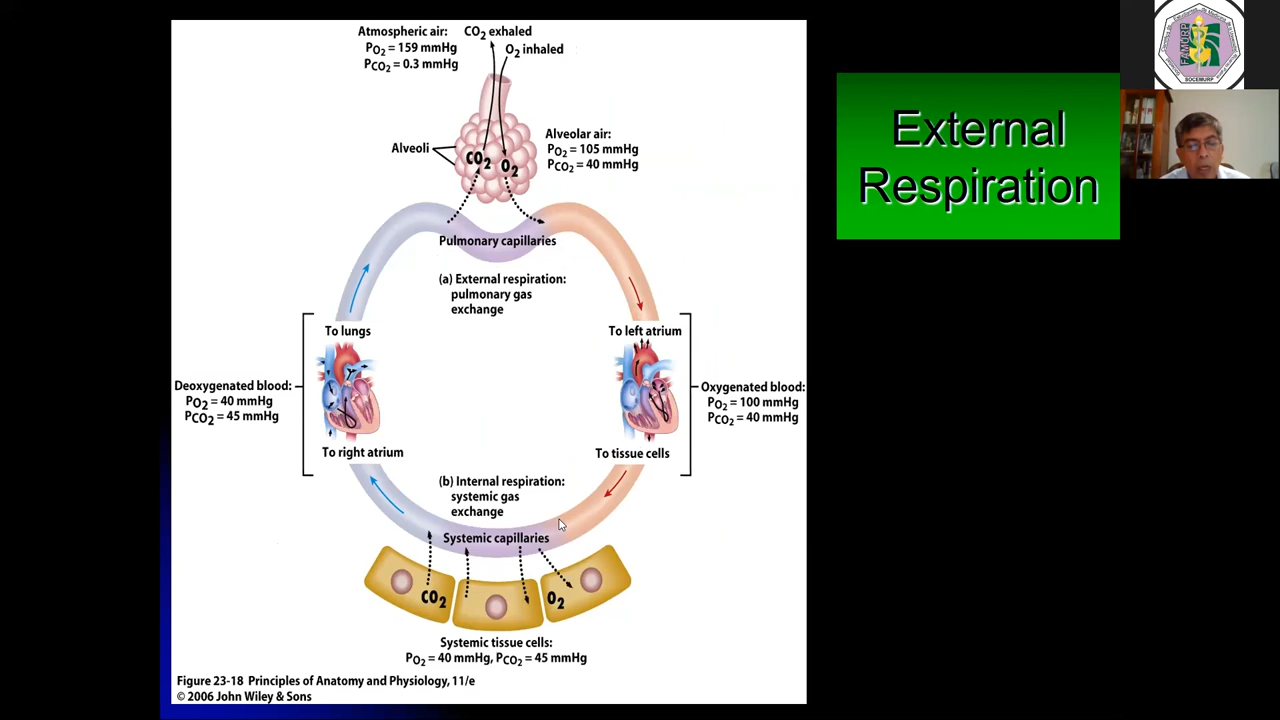 Atmospheric air:
PO2 = 159 mmHg
PCO2 = 0.3 mmHg
CO2 exhaled
O2 inhaled
Alveoli
CO2
O2
Alveolar air:
PO2 = 105 mmHg
PCO2 = 40 mmHg
Pulmonary capillaries
(a) External respiration:
pulmonary gas
exchange
To lungs
To left atrium
Deoxygenated blood:
PO2 = 40 mmHg
PCO2 = 45 mmHg
Oxygenated blood:
PO2 = 100 mmHg
PCO2 = 40 mmHg
To right atrium
To tissue cells
(b) Internal respiration:
systemic gas
exchange
Systemic capillaries
CO2
O2
Systemic tissue cells:
PO2 = 40 mmHg, PCO2 = 45 mmHg
Figure 23-18 Principles of Anatomy and Physiology, 11/e
© 2006 John Wiley & Sons
External
Respiration
FAMURP
SOCEMURP